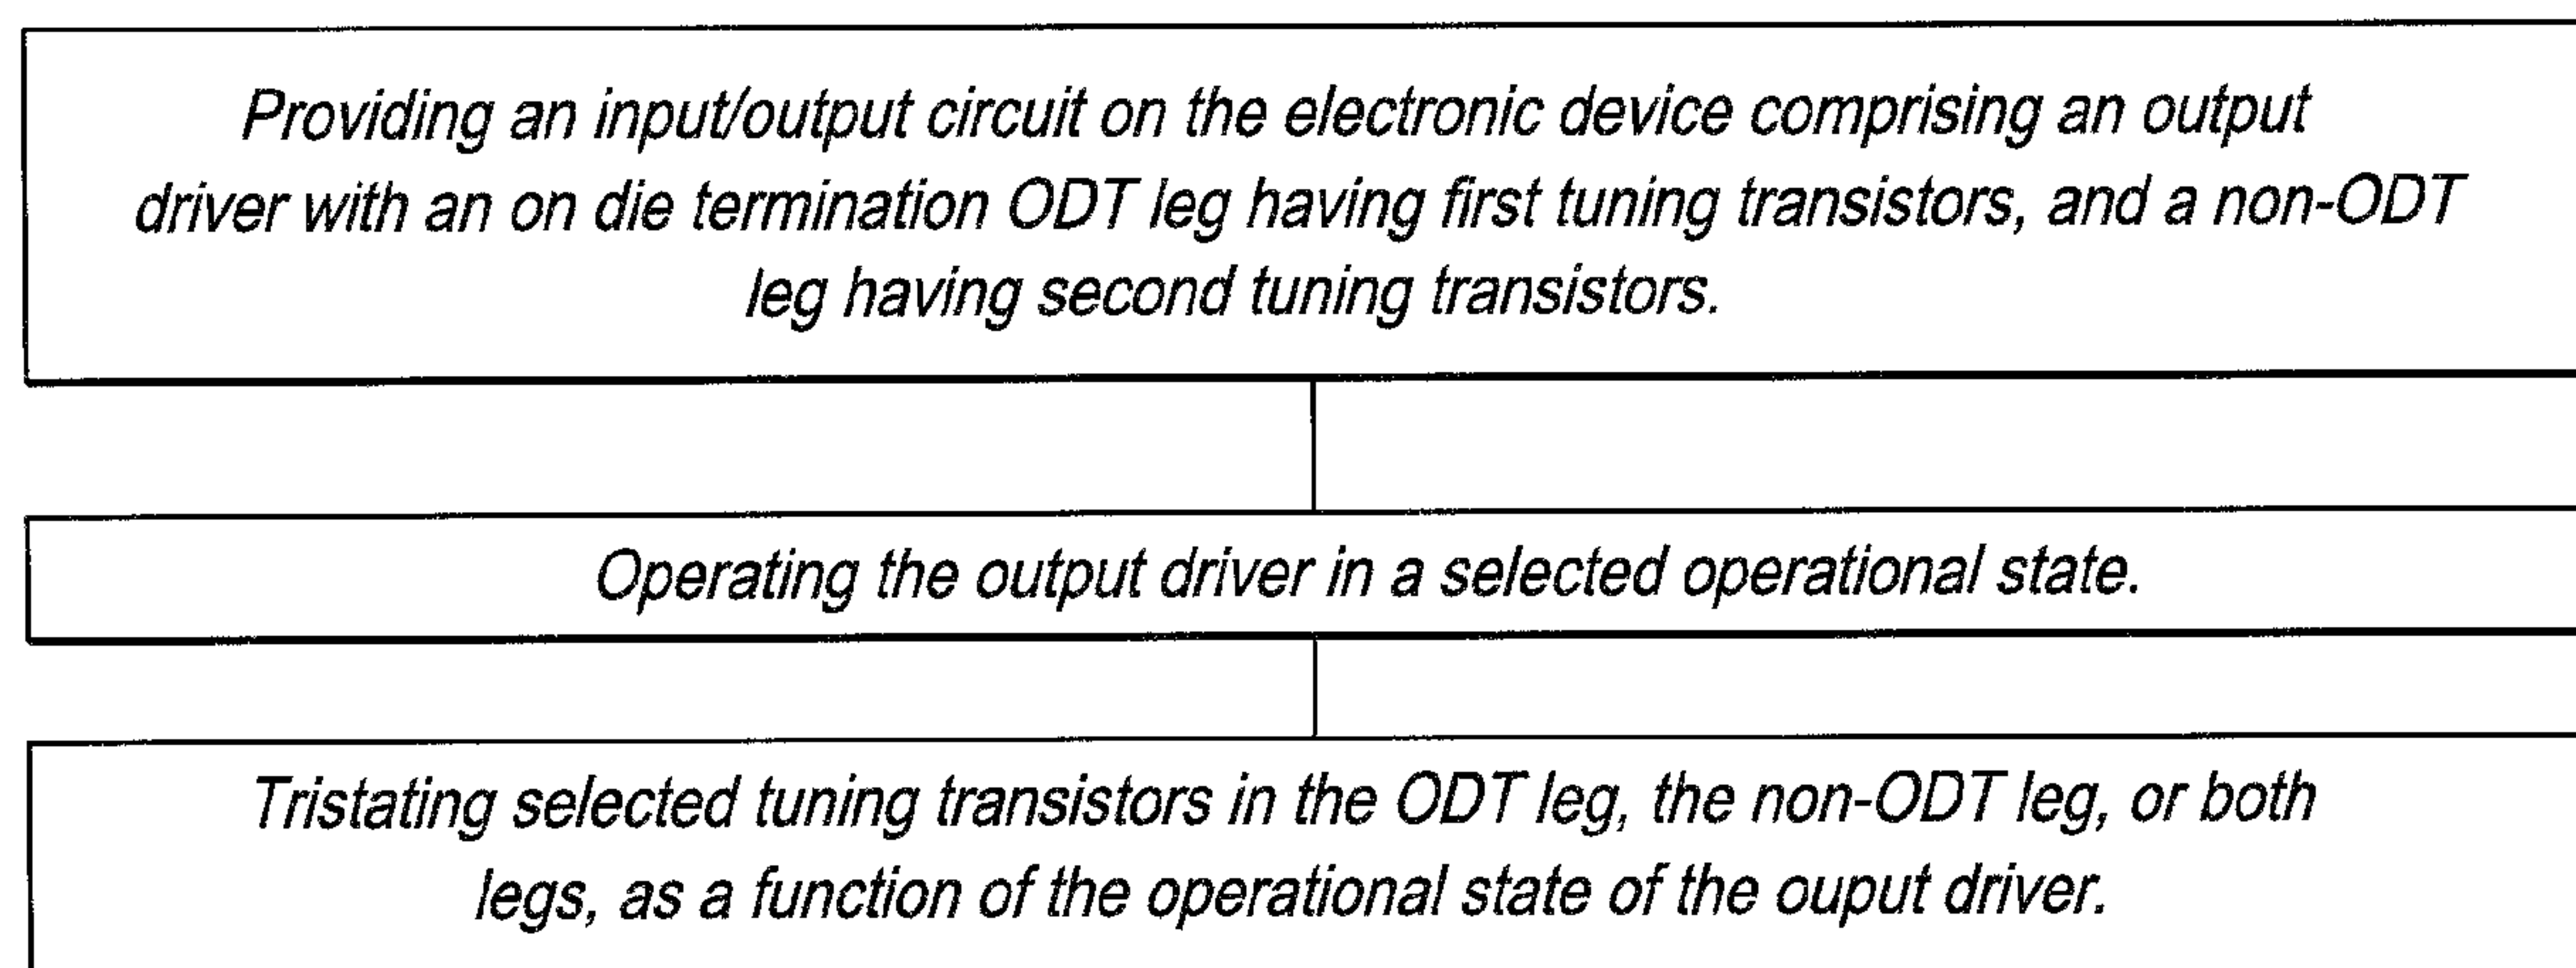 Providing an input/output circuit on the electronic device comprising an output
driver with an on die termination ODT leg having first tuning transistors, and a non-ODT
leg having second tuning transistors.
Operating the output driver in a selected operational state.
Tristating selected tuning transistors in the ODT leg, the non-ODT leg, or both
legs, as a function of the operational state of the ouput driver.